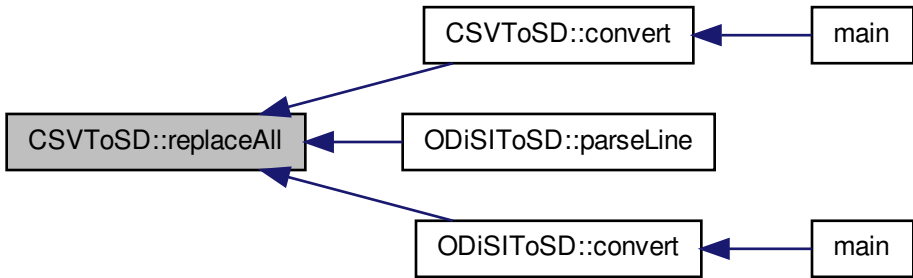 CSVToSD::convert
main
CSVToSD::replaceAll
ODiSIToSD::parseLine
ODiSIToSD::convert
main